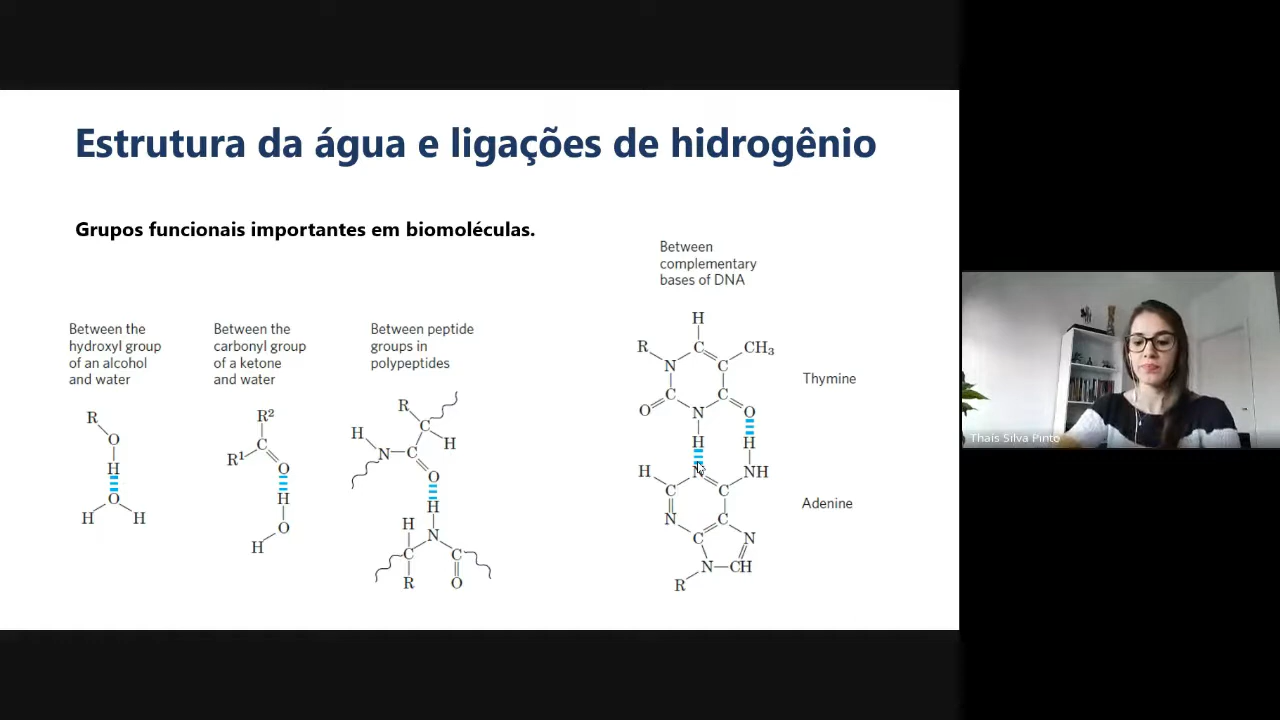 Estrutura da água e ligações de hidrogênio
Grupos funcionais importantes em biomoléculas.
Between the
hydroxyl group
of an alcohol
and water
R
O
H
O
H
H
Between the
carbonyl group
of a ketone
and water
R²
C
R¹
O
H
O
H
Between peptide
groups in
polypeptides
R
C
H
H
N
C
O
H
H
N
C
C
R
O
Between
complementary
bases of DNA
H
R
C
CH₃
N
C
C
C
O
N
O
H
H
Thymine
H
N
NH
C
C
N
C
C
N
N
CH
R
Adenine
Thais Silva Pinto